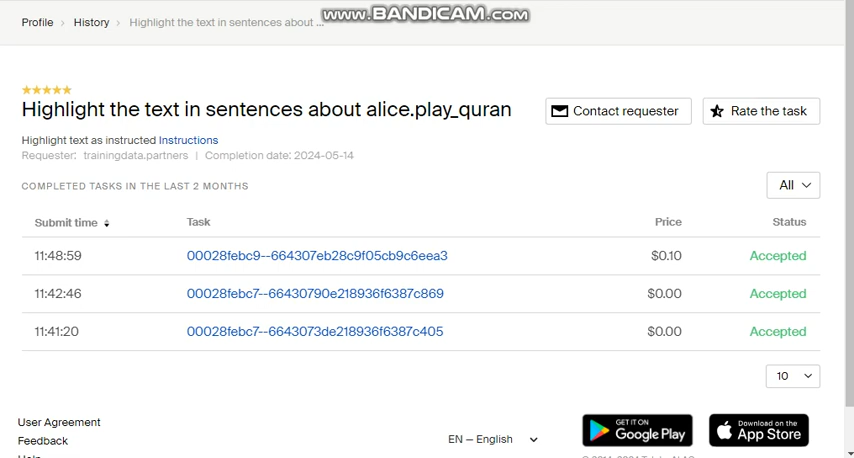 www.BANDICAM.com
Profile > History > Highlight the text in sentences about ...
Highlight the text in sentences about alice.play_quran
Contact requester
Rate the task
Highlight text as instructed Instructions
Requester: trainingdata.partners | Completion date: 2024-05-14
COMPLETED TASKS IN THE LAST 2 MONTHS
All
Submit time Task Price Status
11:48:59 00028febc9--664307eb28c9f05cb9c6eea3 $0.10 Accepted
11:42:46 00028febc7--66430790e218936f6387c869 $0.00 Accepted
11:41:20 00028febc7--6643073de218936f6387c405 $0.00 Accepted
10
User Agreement
Feedback
EN — English
GET IT ON
Google Play
Download on the
App Store